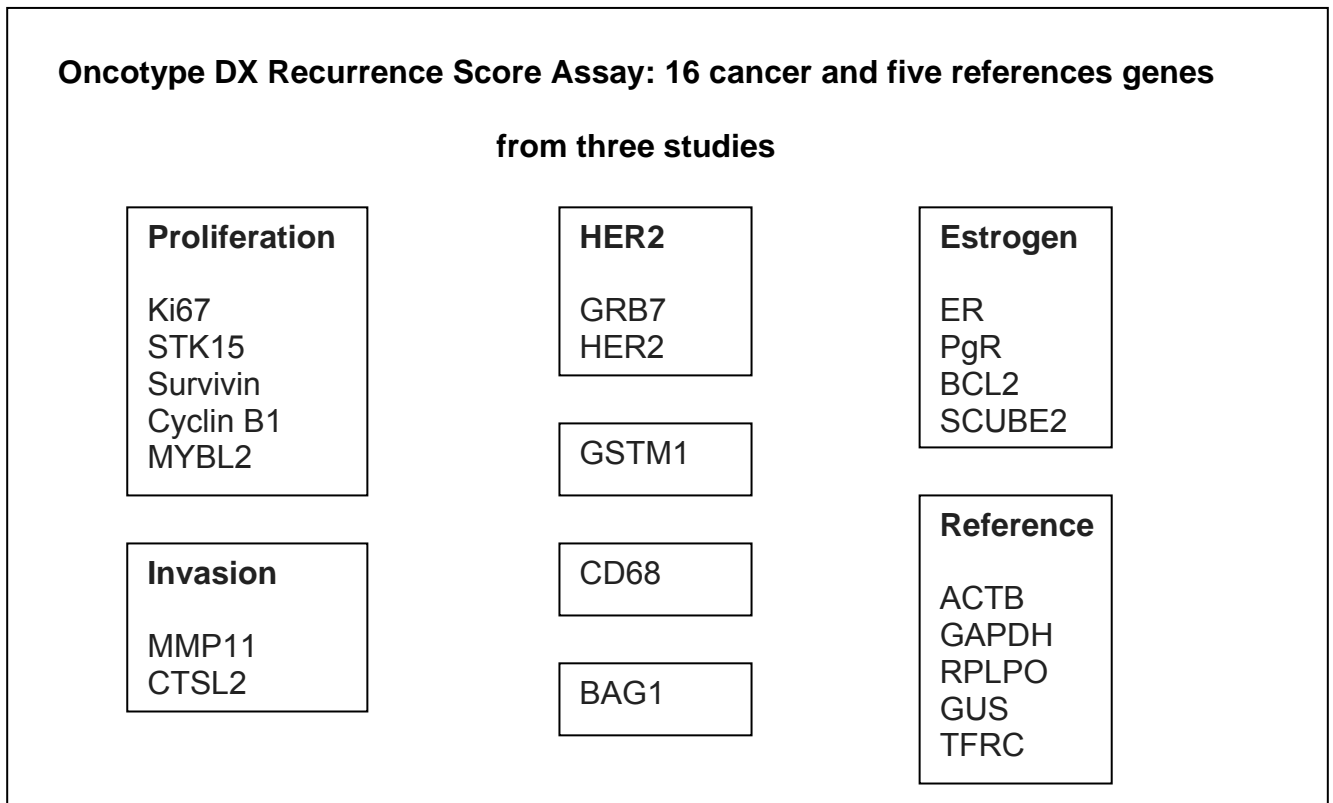 Oncotype DX Recurrence Score Assay: 16 cancer and five references genes
from three studies
Proliferation
Ki67
STK15
Survivin
Cyclin B1
MYBL2
Invasion
MMP11
CTSL2
HER2
GRB7
HER2
GSTM1
CD68
BAG1
Estrogen
ER
PgR
BCL2
SCUBE2
Reference
ACTB
GAPDH
RPLPO
GUS
TFRC